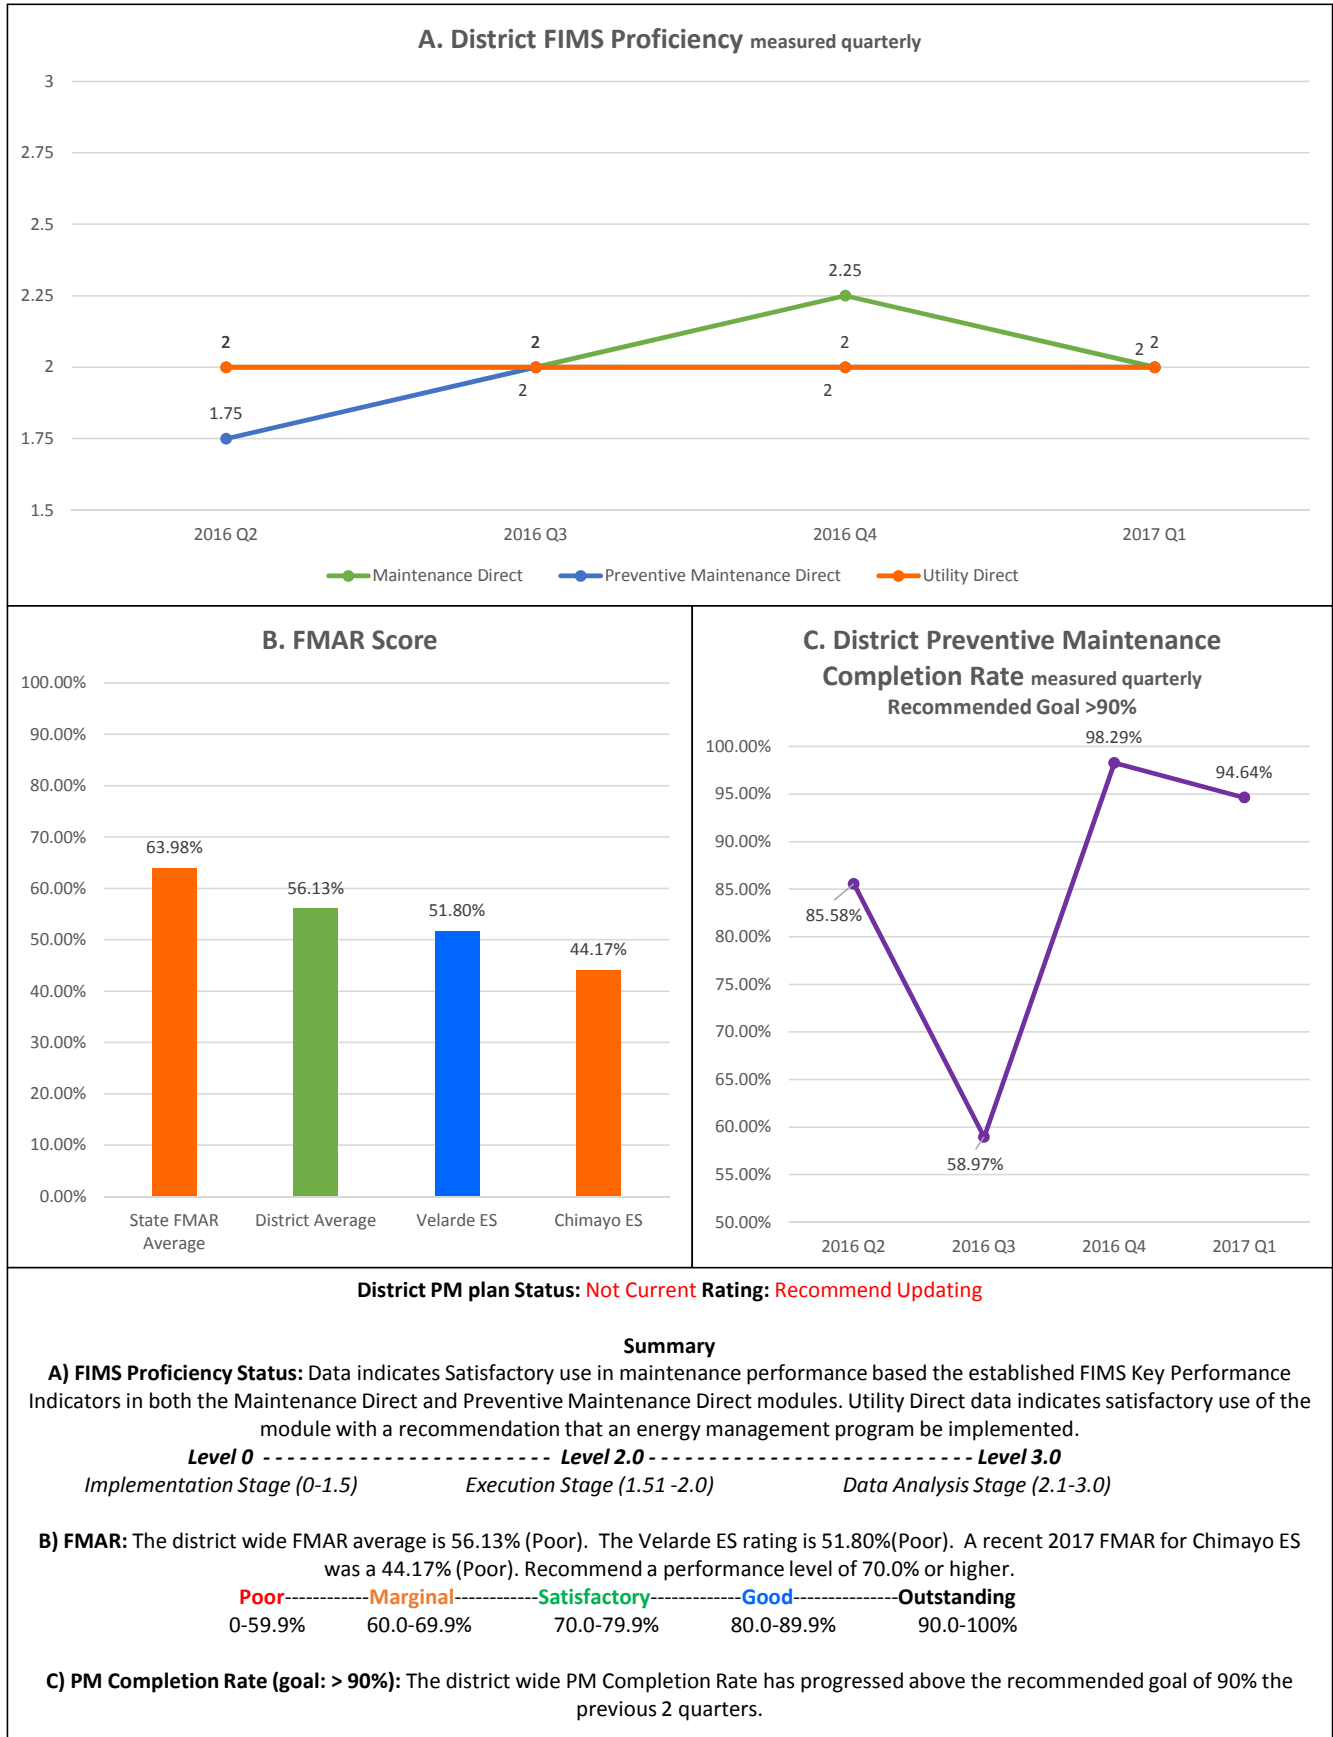 A. District FIMS Proficiency measured quarterly
3
2.75
2.5
2.25
2
1.75
1.5
2
1.75
2
2
2.25
2
2
2 2
2016 Q2 2016 Q3 2016 Q4 2017 Q1
Maintenance Direct Preventive Maintenance Direct Utility Direct
B. FMAR Score
100.00%
90.00%
80.00%
70.00%
60.00%
50.00%
40.00%
30.00%
20.00%
10.00%
0.00%
63.98%
56.13%
51.80%
44.17%
State FMAR Average
District Average
Velarde ES
Chimayo ES
C. District Preventive Maintenance
Completion Rate measured quarterly
Recommended Goal >90%
100.00%
95.00%
90.00%
85.00%
80.00%
75.00%
70.00%
65.00%
60.00%
55.00%
50.00%
85.58%
58.97%
98.29%
94.64%
2016 Q2 2016 Q3 2016 Q4 2017 Q1
District PM plan Status: Not Current Rating: Recommend Updating
Summary
A) FIMS Proficiency Status: Data indicates Satisfactory use in maintenance performance based the established FIMS Key Performance
Indicators in both the Maintenance Direct and Preventive Maintenance Direct modules. Utility Direct data indicates satisfactory use of the
module with a recommendation that an energy management program be implemented.
Level 0 - - - - - - - - - - - - - - - - - - - - - - - - Level 2.0 - - - - - - - - - - - - - - - - - - - - - - - - - - - Level 3.0
Implementation Stage (0-1.5) Execution Stage (1.51 -2.0) Data Analysis Stage (2.1-3.0)
B) FMAR: The district wide FMAR average is 56.13% (Poor). The Velarde ES rating is 51.80%(Poor). A recent 2017 FMAR for Chimayo ES
was a 44.17% (Poor). Recommend a performance level of 70.0% or higher.
Poor------------Marginal------------Satisfactory-------------Good---------------Outstanding
0-59.9% 60.0-69.9% 70.0-79.9% 80.0-89.9% 90.0-100%
C) PM Completion Rate (goal: > 90%): The district wide PM Completion Rate has progressed above the recommended goal of 90% the
previous 2 quarters.